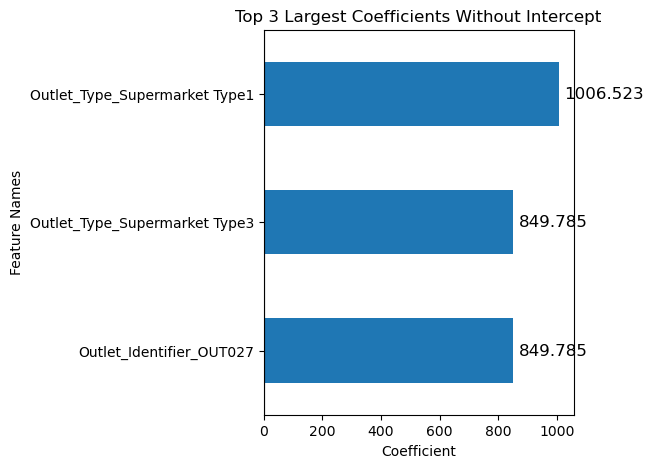 Top 3 Largest Coefficients Without Intercept
Outlet_Type_Supermarket Type1
1006.523
Outlet_Type_Supermarket Type3
849.785
Outlet_Identifier_OUT027
849.785
Feature Names
0 200 400 600 800 1000
Coefficient